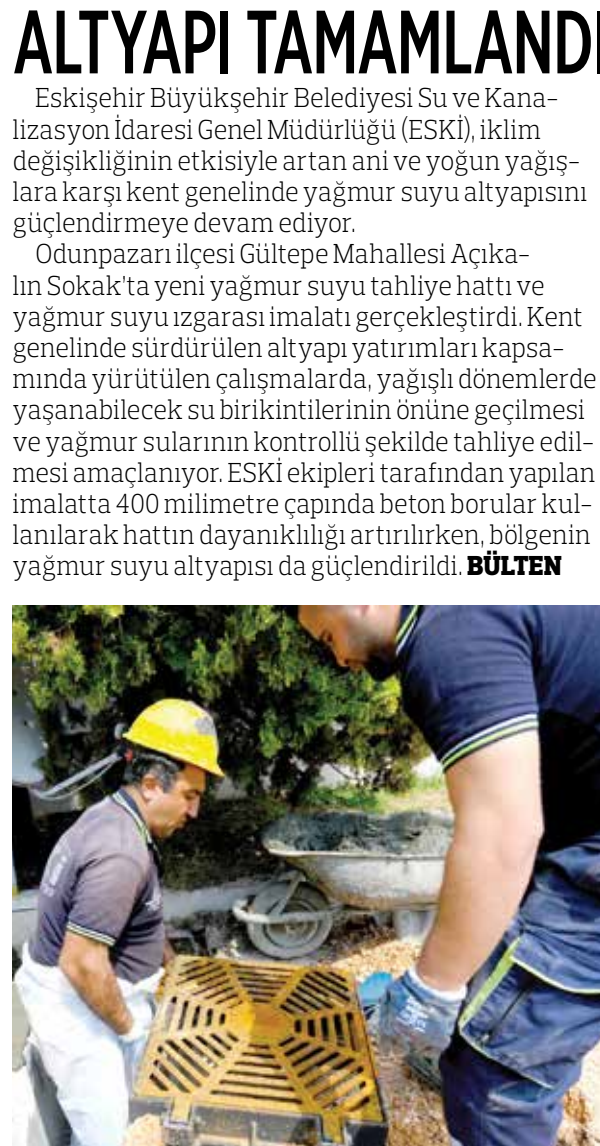 ALTYAPI TAMAMLANDI
Eskişehir Büyükşehir Belediyesi Su ve Kana-
lizasyon İdaresi Genel Müdürlüğü (ESKİ), iklim
değişikliğinin etkisiyle artan ani ve yoğun yağış-
lara karşı kent genelinde yağmur suyu altyapısını
güçlendirmeye devam ediyor.
Odunpazarı ilçesi Gültepe Mahallesi Açıka-
lın Sokak'ta yeni yağmur suyu tahliye hattı ve
yağmur suyu ızgarası imalatı gerçekleştirdi. Kent
genelinde sürdürülen altyapı yatırımları kapsa-
mında yürütülen çalışmalarda, yağışlı dönemlerde
yaşanabilecek su birikintilerinin önüne geçilmesi
ve yağmur sularının kontrollü şekilde tahliye edil-
mesi amaçlanıyor. ESKİ ekipleri tarafından yapılan
imalatta 400 milimetre çapında beton borular kul-
lanılarak hattın dayanıklılığı artırılırken, bölgenin
yağmur suyu altyapısı da güçlendirildi. BÜLTEN